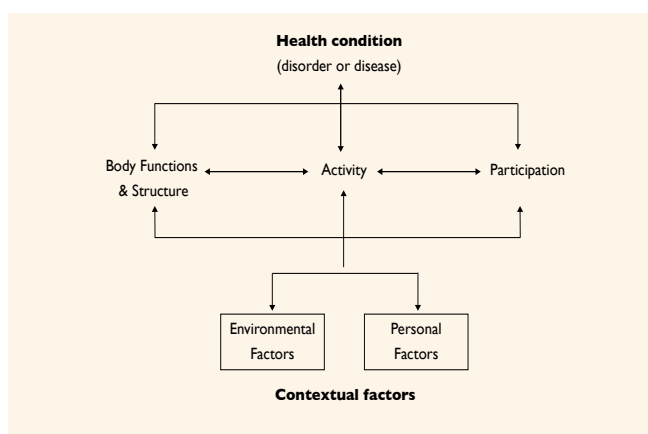 Health condition
(disorder or disease)
Body Functions
& Structure
Activity
Participation
Environmental
Factors
Personal
Factors
Contextual factors